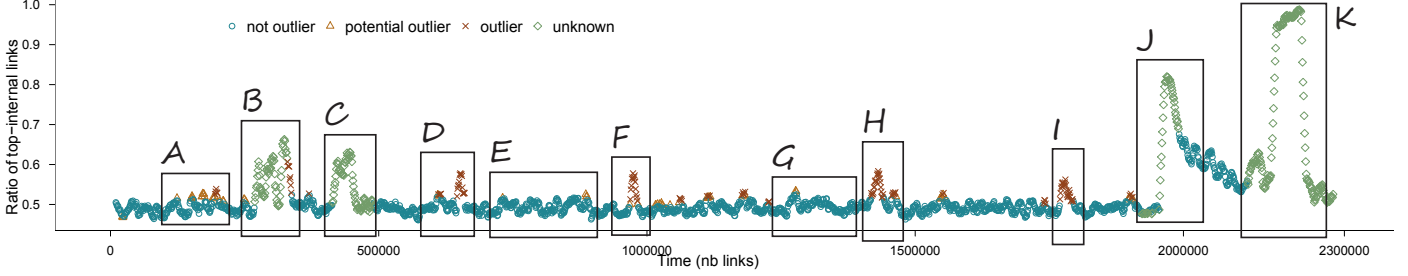 Ratio of top−internal links
1.0
0.9
0.8
0.7
0.6
0.5
not outlier potential outlier outlier unknown
A B C D E F G H I J K
0 500000 1000000 1500000 2000000 2300000
Time (nb links)